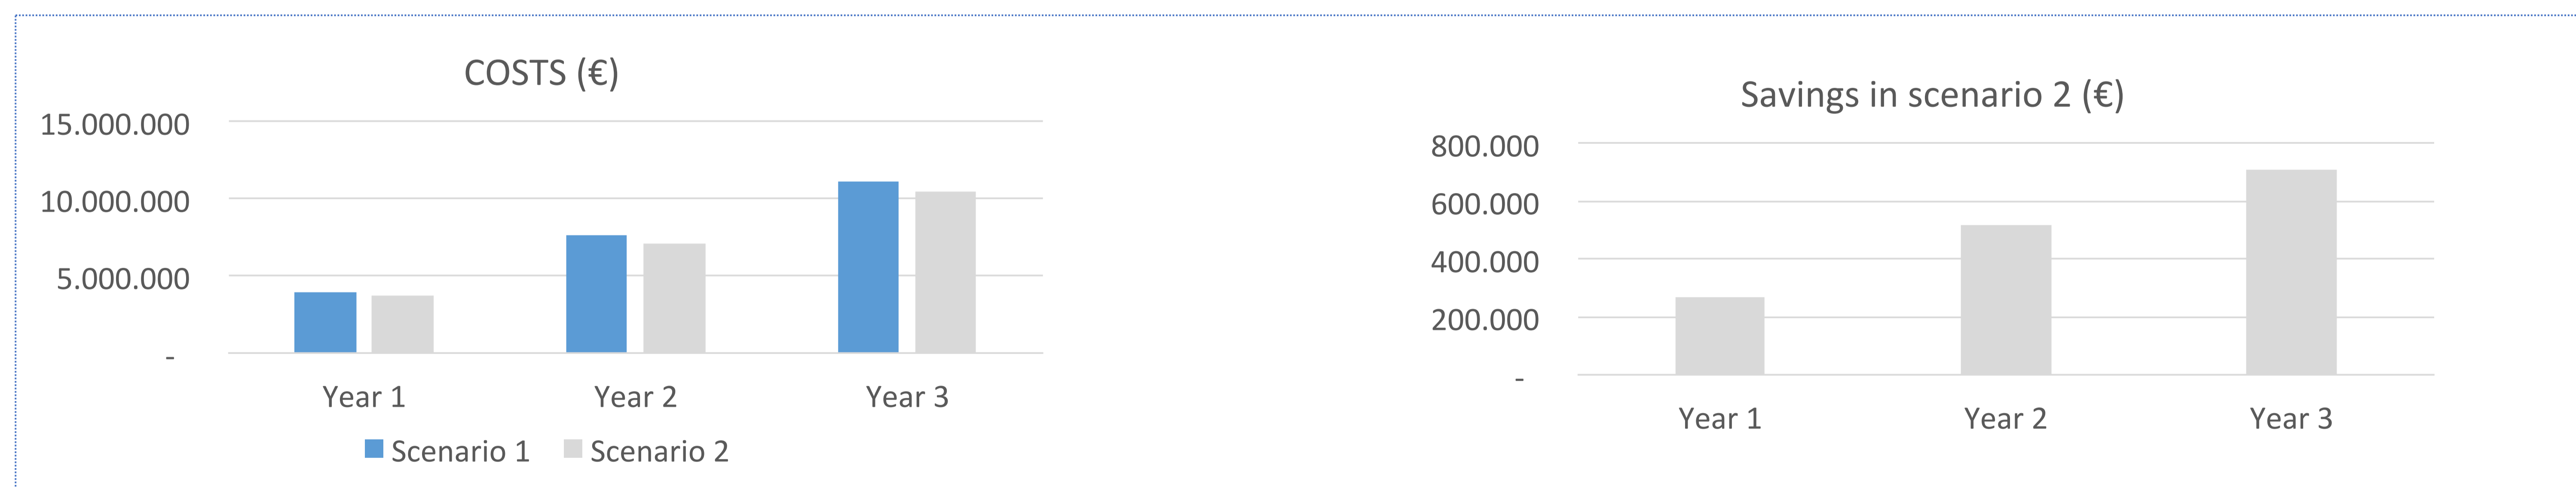 COSTS (€)
15.000.000
10.000.000
5.000.000
-
Year 1 Year 2 Year 3
Scenario 1 Scenario 2
Savings in scenario 2 (€)
800.000
600.000
400.000
200.000
-
Year 1 Year 2 Year 3